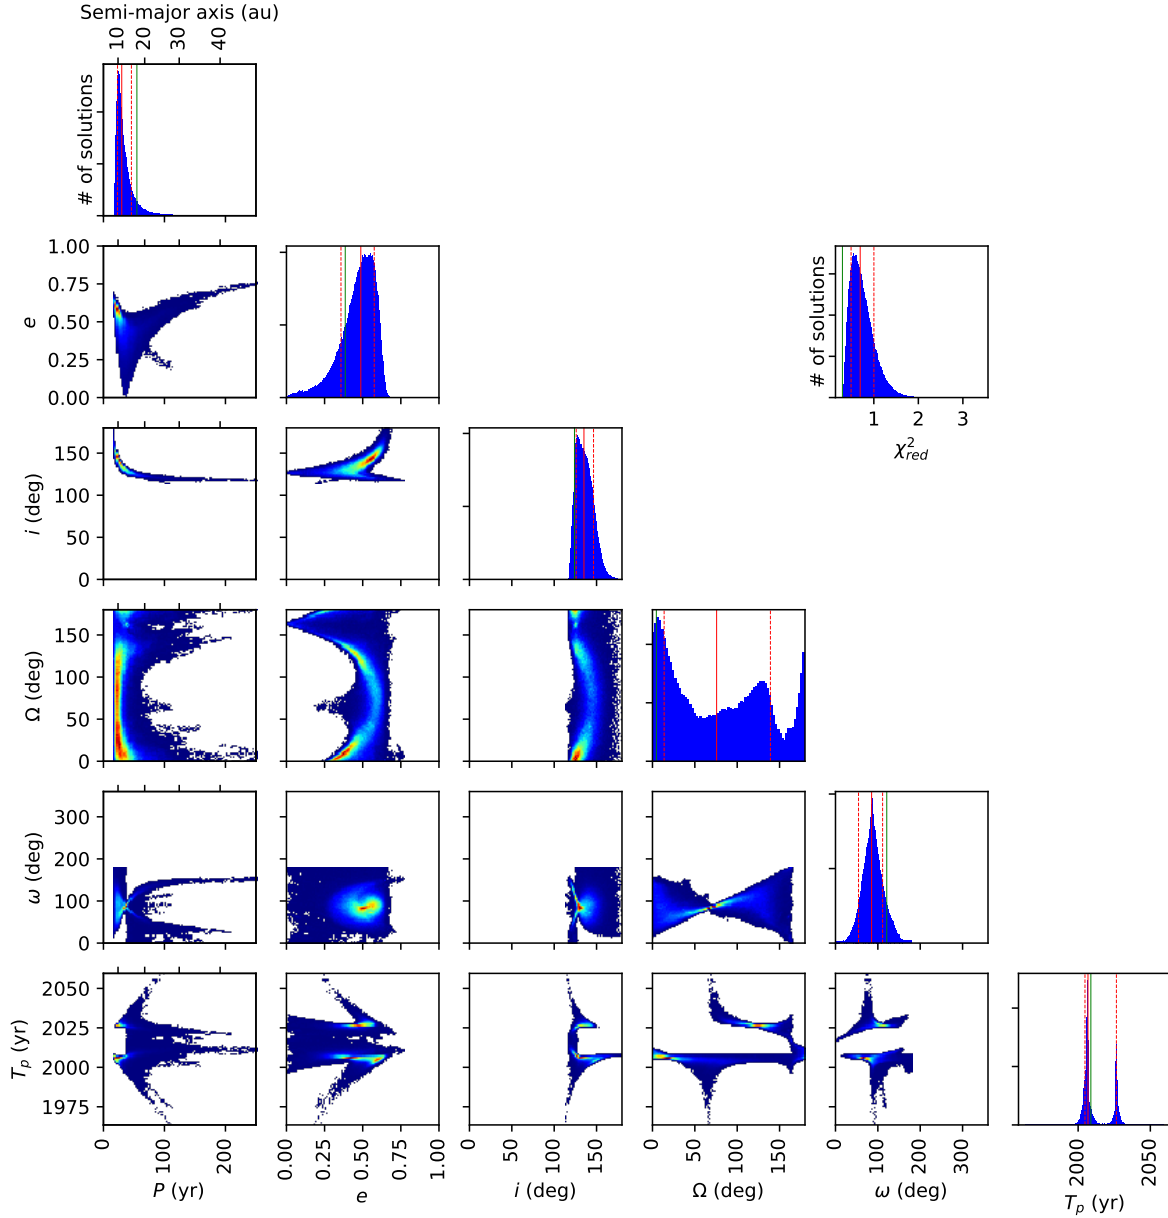 Semi-major axis (au)
10 20 30 40
# of solutions
1.00
0.75
0.50
0.25
0.00
e
# of solutions
1 2 3
χ²red
150
100
50
0
i (deg)
150
100
50
0
Ω (deg)
300
200
100
0
ω (deg)
2050
2025
2000
1975
Tp (yr)
0 100 200
P (yr)
0.00 0.25 0.50 0.75 1.00
e
0 50 100 150
i (deg)
0 50 100 150
Ω (deg)
0 100 200 300
ω (deg)
2000 2050
Tp (yr)